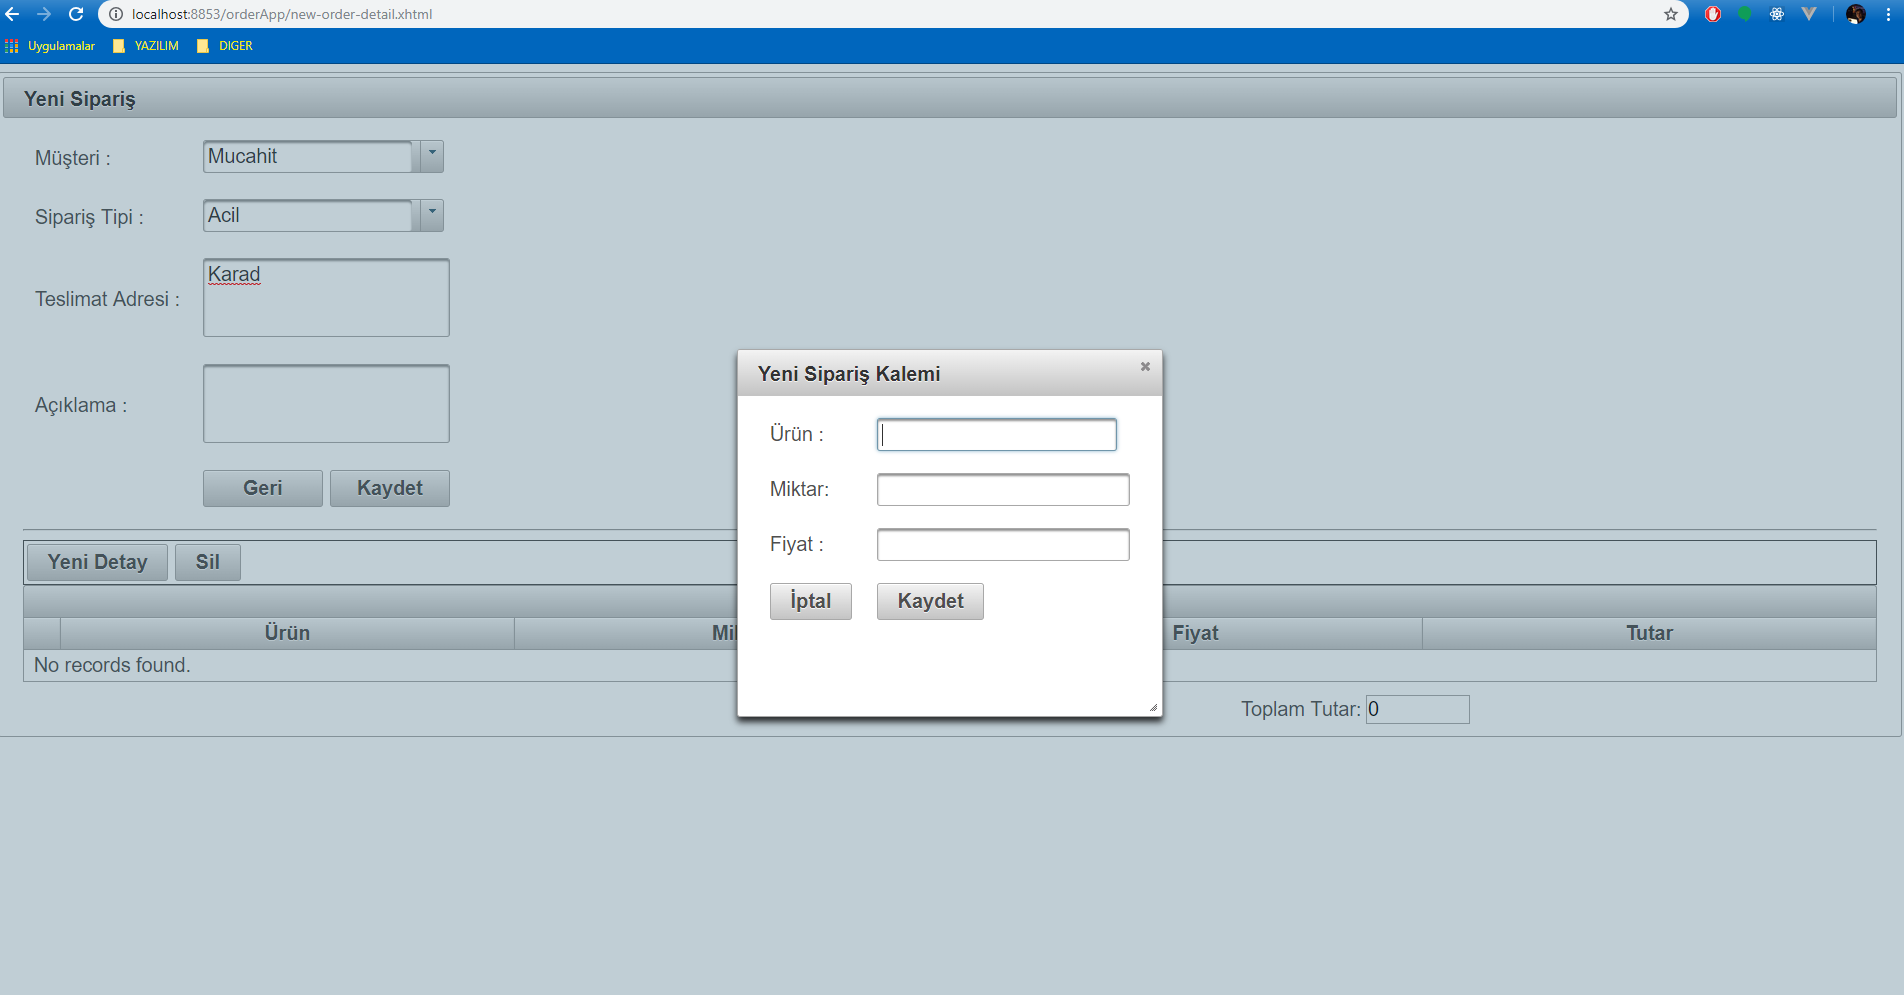 localhost:8853/orderApp/new-order-detail.xhtml
Uygulamalar YAZILIM DIGER
Yeni Sipariş
Müşteri : Mucahit
Sipariş Tipi : Acil
Teslimat Adresi : Karad
Açıklama :
Geri Kaydet
Yeni Sipariş Kalemi
Ürün :
Miktar:
Fiyat :
İptal Kaydet
Yeni Detay Sil
Ürün Fiyat Tutar
No records found.
Toplam Tutar: 0